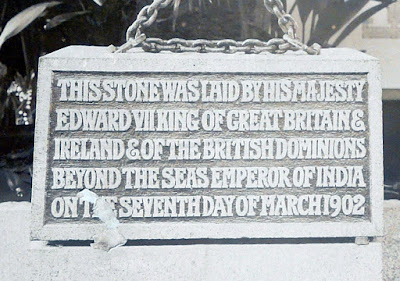 THIS STONE WAS LAID BY HIS MAJESTY
EDWARD VII KING OF GREAT BRITAIN &
IRELAND & OF THE BRITISH DOMINIONS
BEYOND THE SEAS EMPEROR OF INDIA
ON THE SEVENTH DAY OF MARCH 1902